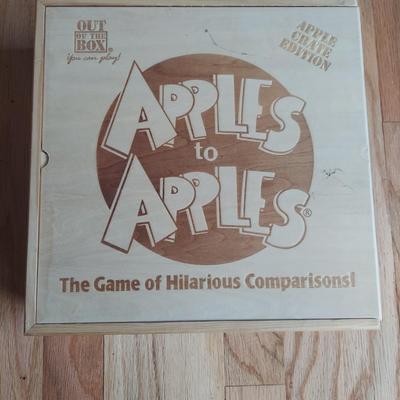 OUT
OF THE
BOX®
You can play!
APPLE
CRATE
EDITION
APPLES
to
APPLES®
The Game of Hilarious Comparisons!